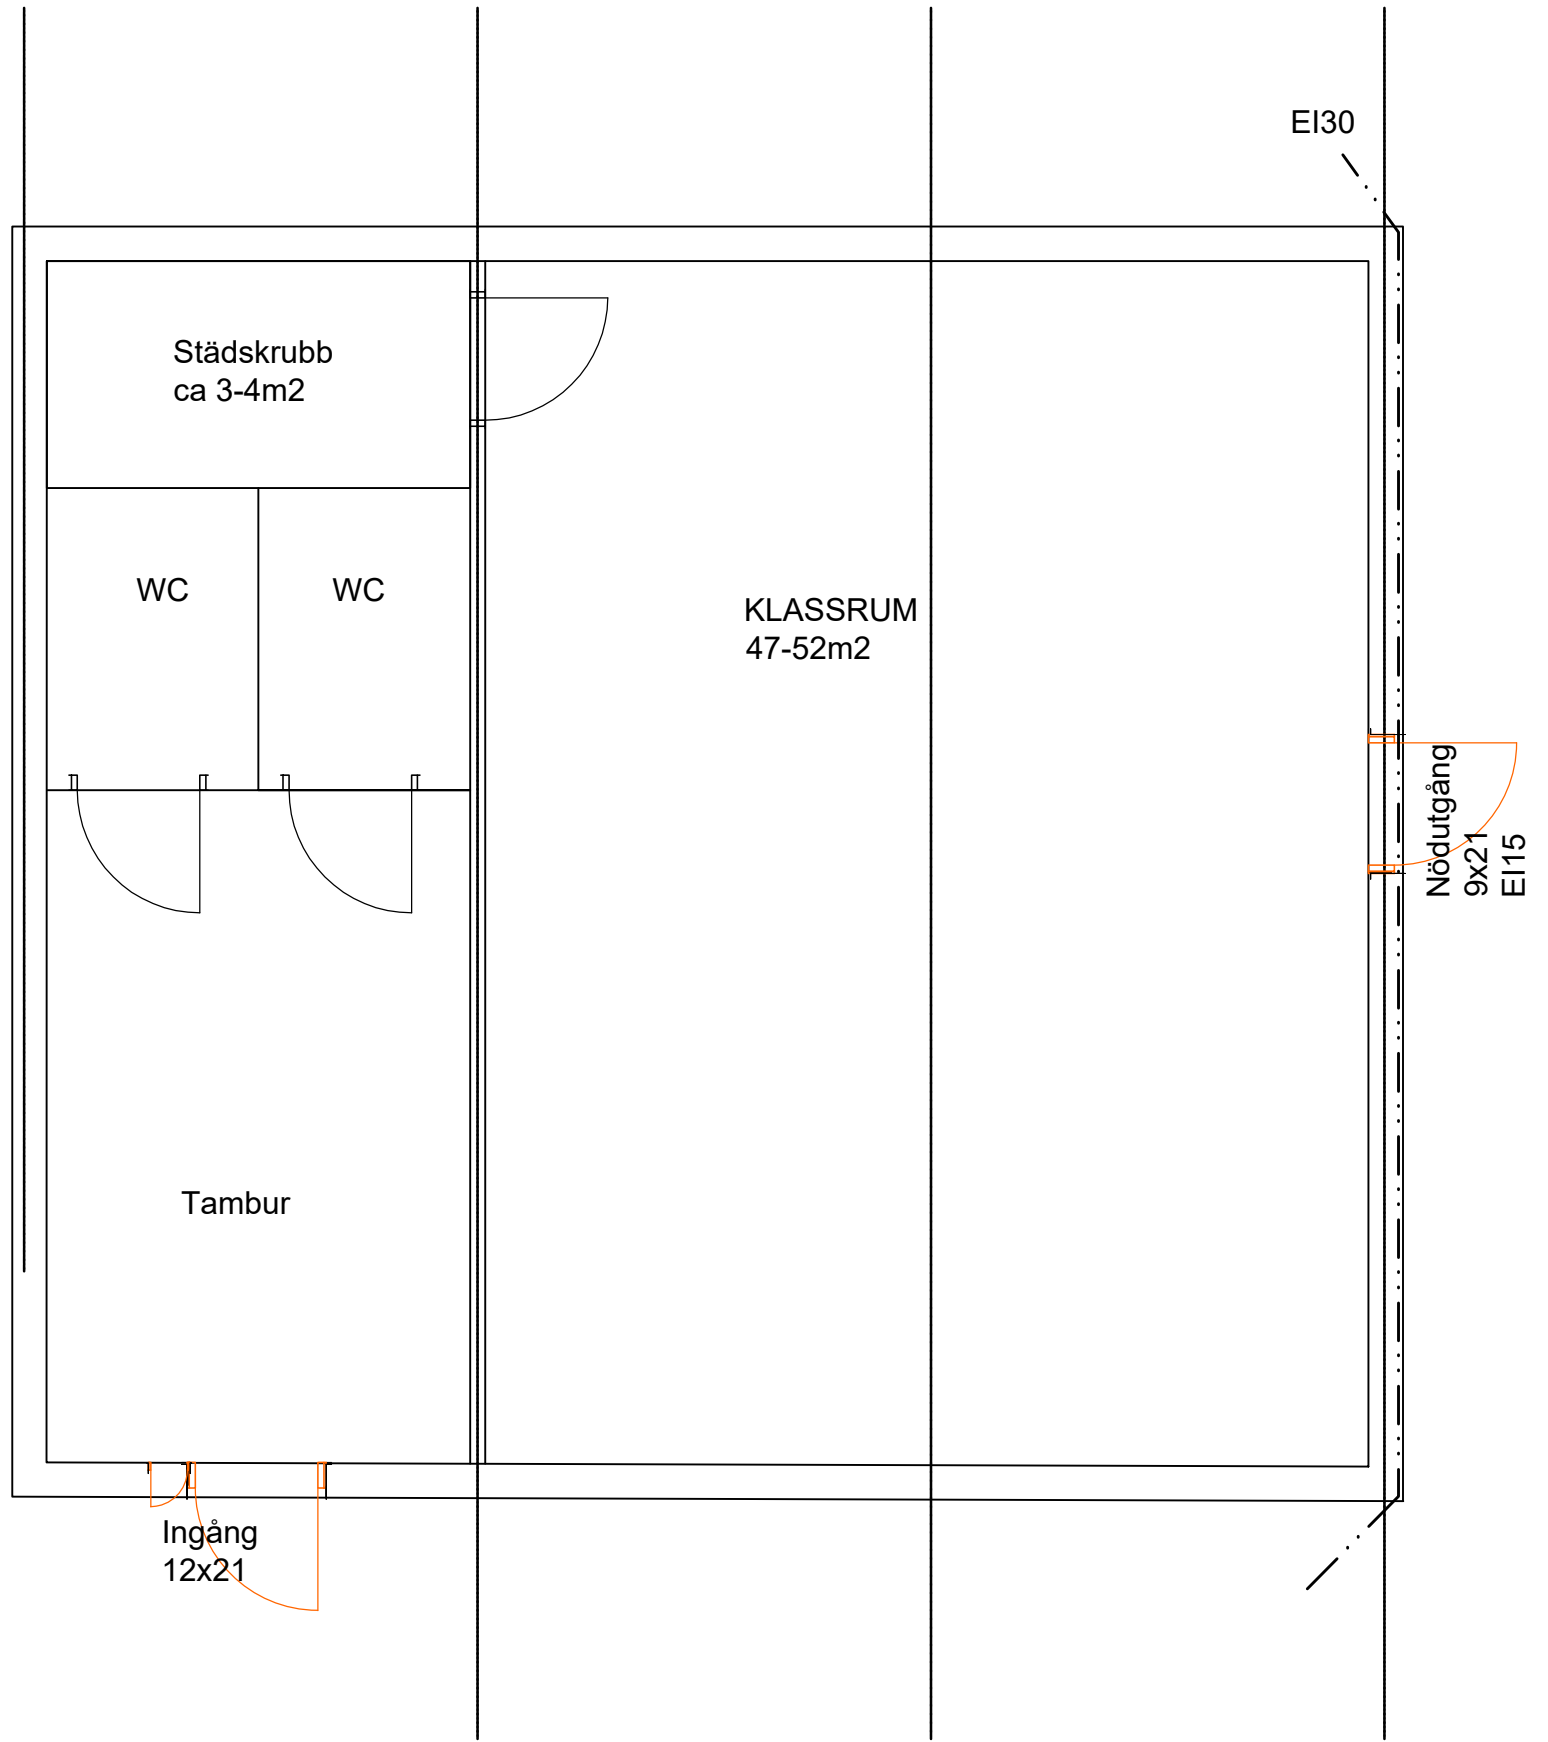 EI30
Städskrubb
ca 3-4m2
WC
WC
KLASSRUM
47-52m2
Nödutgång
9x21
EI15
Tambur
Ingång
12x21